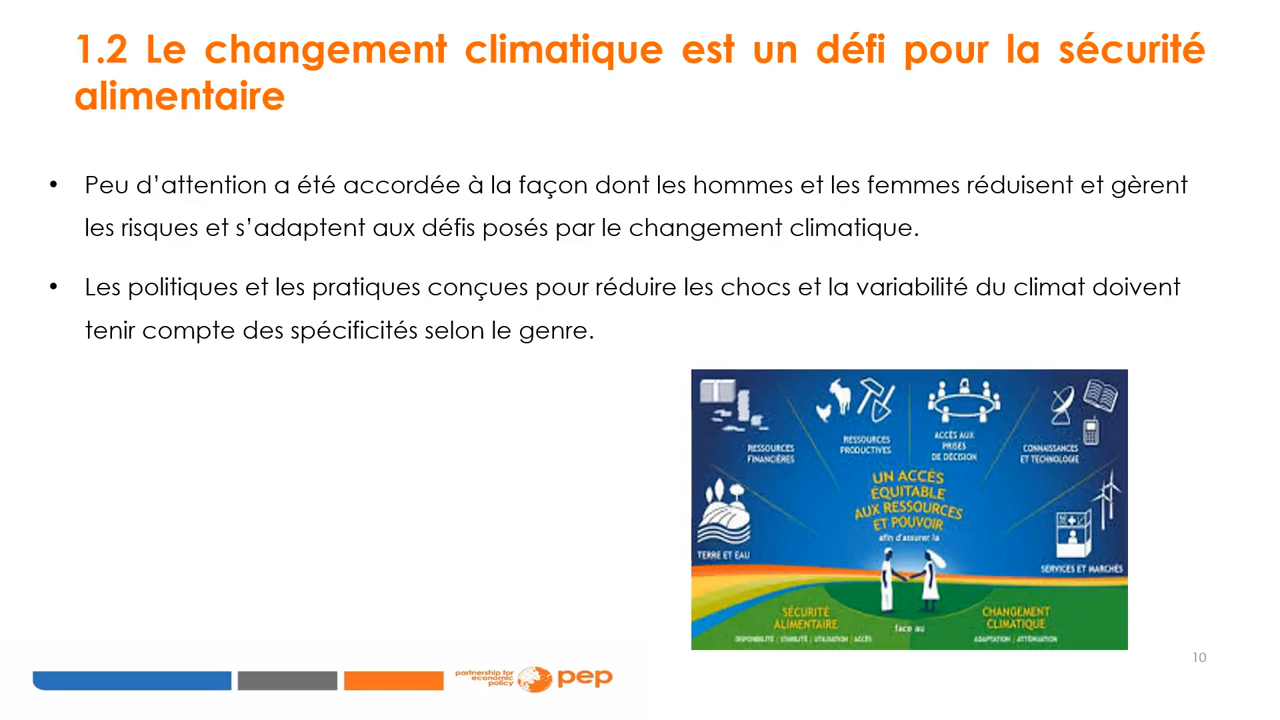 1.2 Le changement climatique est un défi pour la sécurité
alimentaire
• Peu d’attention a été accordée à la façon dont les hommes et les femmes réduisent et gèrent
les risques et s’adaptent aux défis posés par le changement climatique.
• Les politiques et les pratiques conçues pour réduire les chocs et la variabilité du climat doivent
tenir compte des spécificités selon le genre.
RESSOURCES
FINANCIÈRES
RESSOURCES
PRODUCTIVES
ACCÈS AUX
PRISES
DE DÉCISION
CONNAISSANCES
ET TECHNOLOGIE
UN ACCÈS
ÉQUITABLE
AUX RESSOURCES
ET POUVOIR
afin d'assurer la
TERRE ET EAU
SERVICES ET MARCHÉS
SÉCURITÉ
ALIMENTAIRE
DISPONIBILITÉ | STABILITÉ | UTILISATION | ACCÈS
face au
CHANGEMENT
CLIMATIQUE
ADAPTATION | ATTÉNUATION
partnership for
economic
policy
pep
10